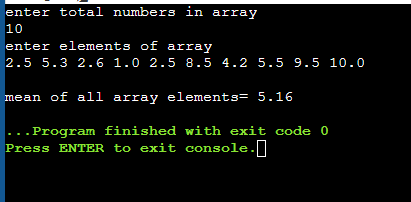 enter total numbers in array
10
enter elements of array
2.5 5.3 2.6 1.0 2.5 8.5 4.2 5.5 9.5 10.0
mean of all array elements= 5.16
...Program finished with exit code 0
Press ENTER to exit console.